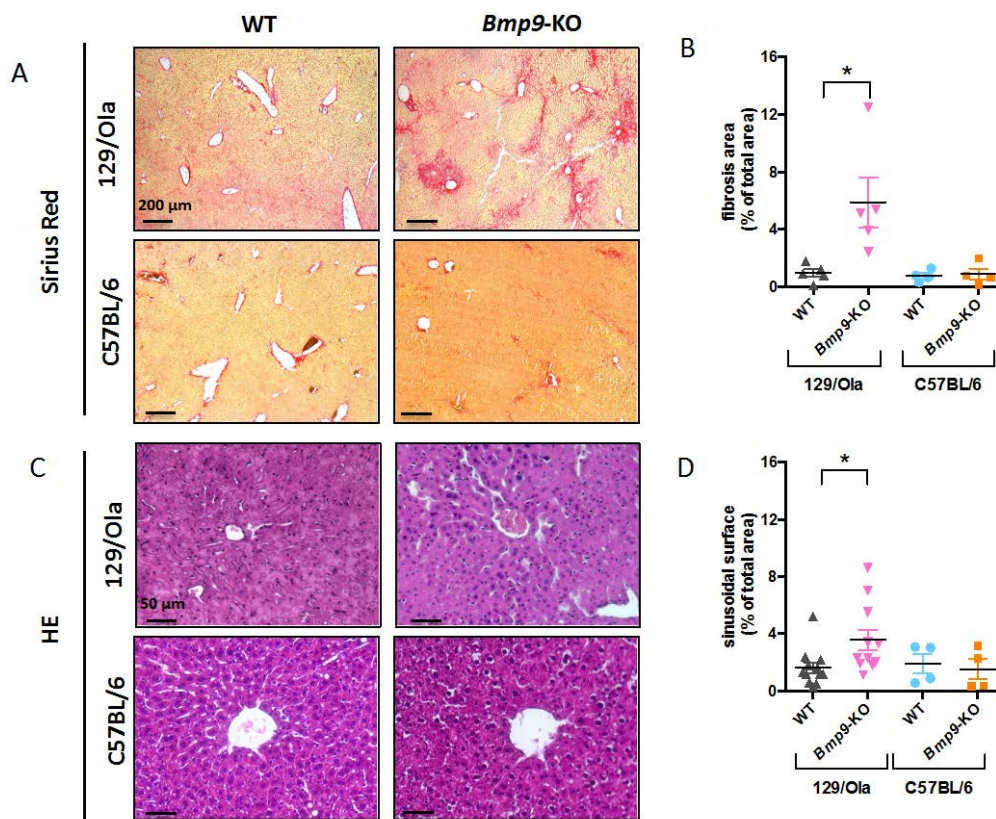 WT
Bmp9-KO
A
Sirius Red
129/Ola
200 µm
C57BL/6
B
fibrosis area
(% of total area)
16
12
8
4
0
*
WT
Bmp9-KO
WT
Bmp9-KO
129/Ola
C57BL/6
C
HE
129/Ola
50 µm
C57BL/6
D
sinusoidal surface
(% of total area)
16
12
8
4
0
*
WT
Bmp9-KO
WT
Bmp9-KO
129/Ola
C57BL/6